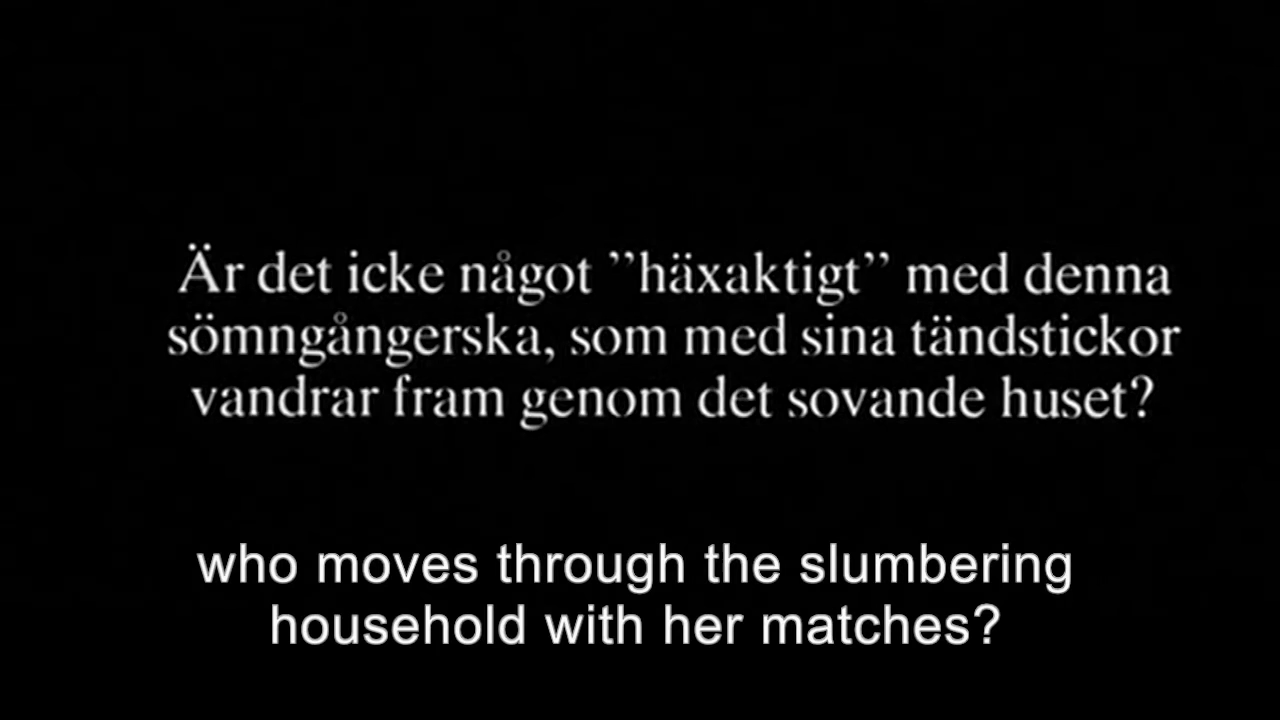 Är det icke något ”häxaktigt” med denna
sömngångerska, som med sina tändstickor
vandrar fram genom det sovande huset?
who moves through the slumbering
household with her matches?